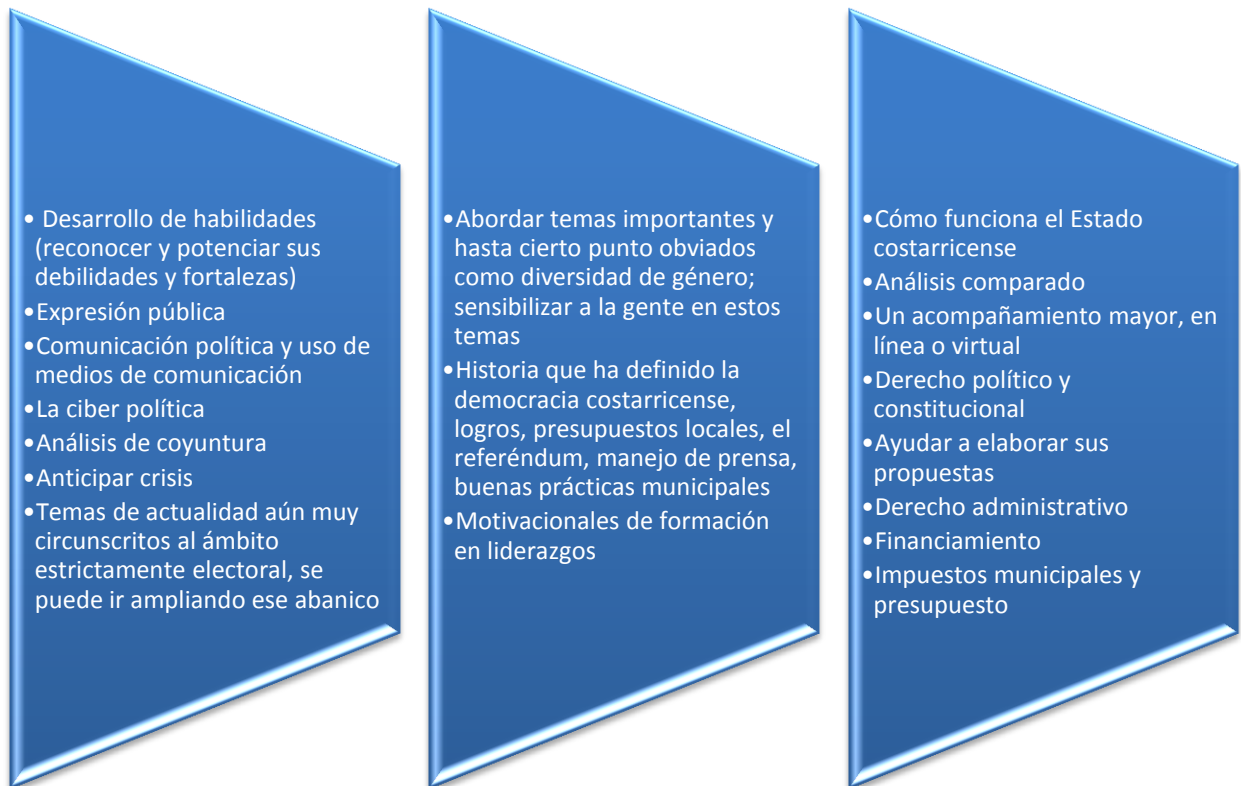 • Desarrollo de habilidades
(reconocer y potenciar sus
debilidades y fortalezas)
•Expresión pública
•Comunicación política y uso de
medios de comunicación
•La ciber política
•Análisis de coyuntura
•Anticipar crisis
•Temas de actualidad aún muy
circunscritos al ámbito
estrictamente electoral, se
puede ir ampliando ese abanico
•Abordar temas importantes y
hasta cierto punto obviados
como diversidad de género;
sensibilizar a la gente en estos
temas
•Historia que ha definido la
democracia costarricense,
logros, presupuestos locales, el
referéndum, manejo de prensa,
buenas prácticas municipales
•Motivacionales de formación
en liderazgos
•Cómo funciona el Estado
costarricense
•Análisis comparado
•Un acompañamiento mayor, en
línea o virtual
•Derecho político y
constitucional
•Ayudar a elaborar sus
propuestas
•Derecho administrativo
•Financiamiento
•Impuestos municipales y
presupuesto